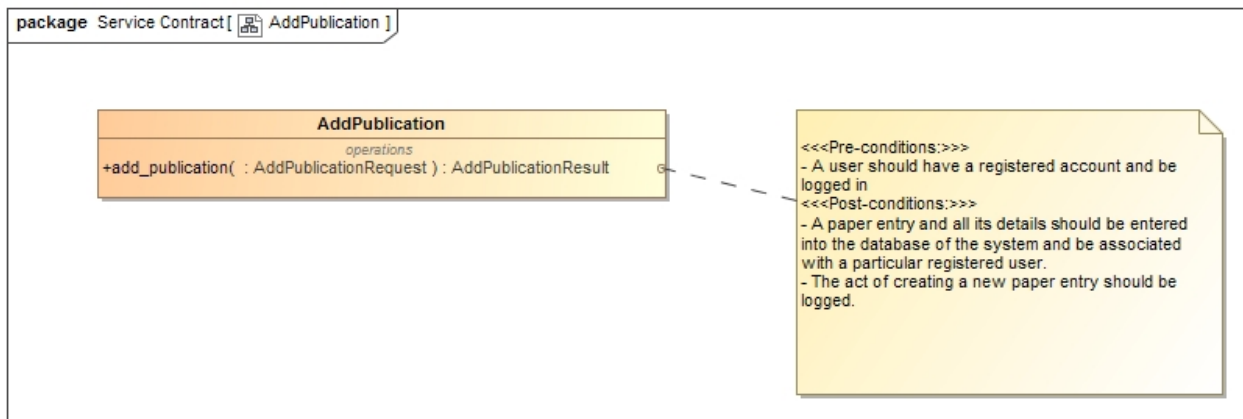 package Service Contract[ AddPublication ]
AddPublication
operations
+add_publication( : AddPublicationRequest ) : AddPublicationResult
<<<Pre-conditions:>>>
- A user should have a registered account and be
logged in
<<<Post-conditions:>>>
- A paper entry and all its details should be entered
into the database of the system and be associated
with a particular registered user.
- The act of creating a new paper entry should be
logged.